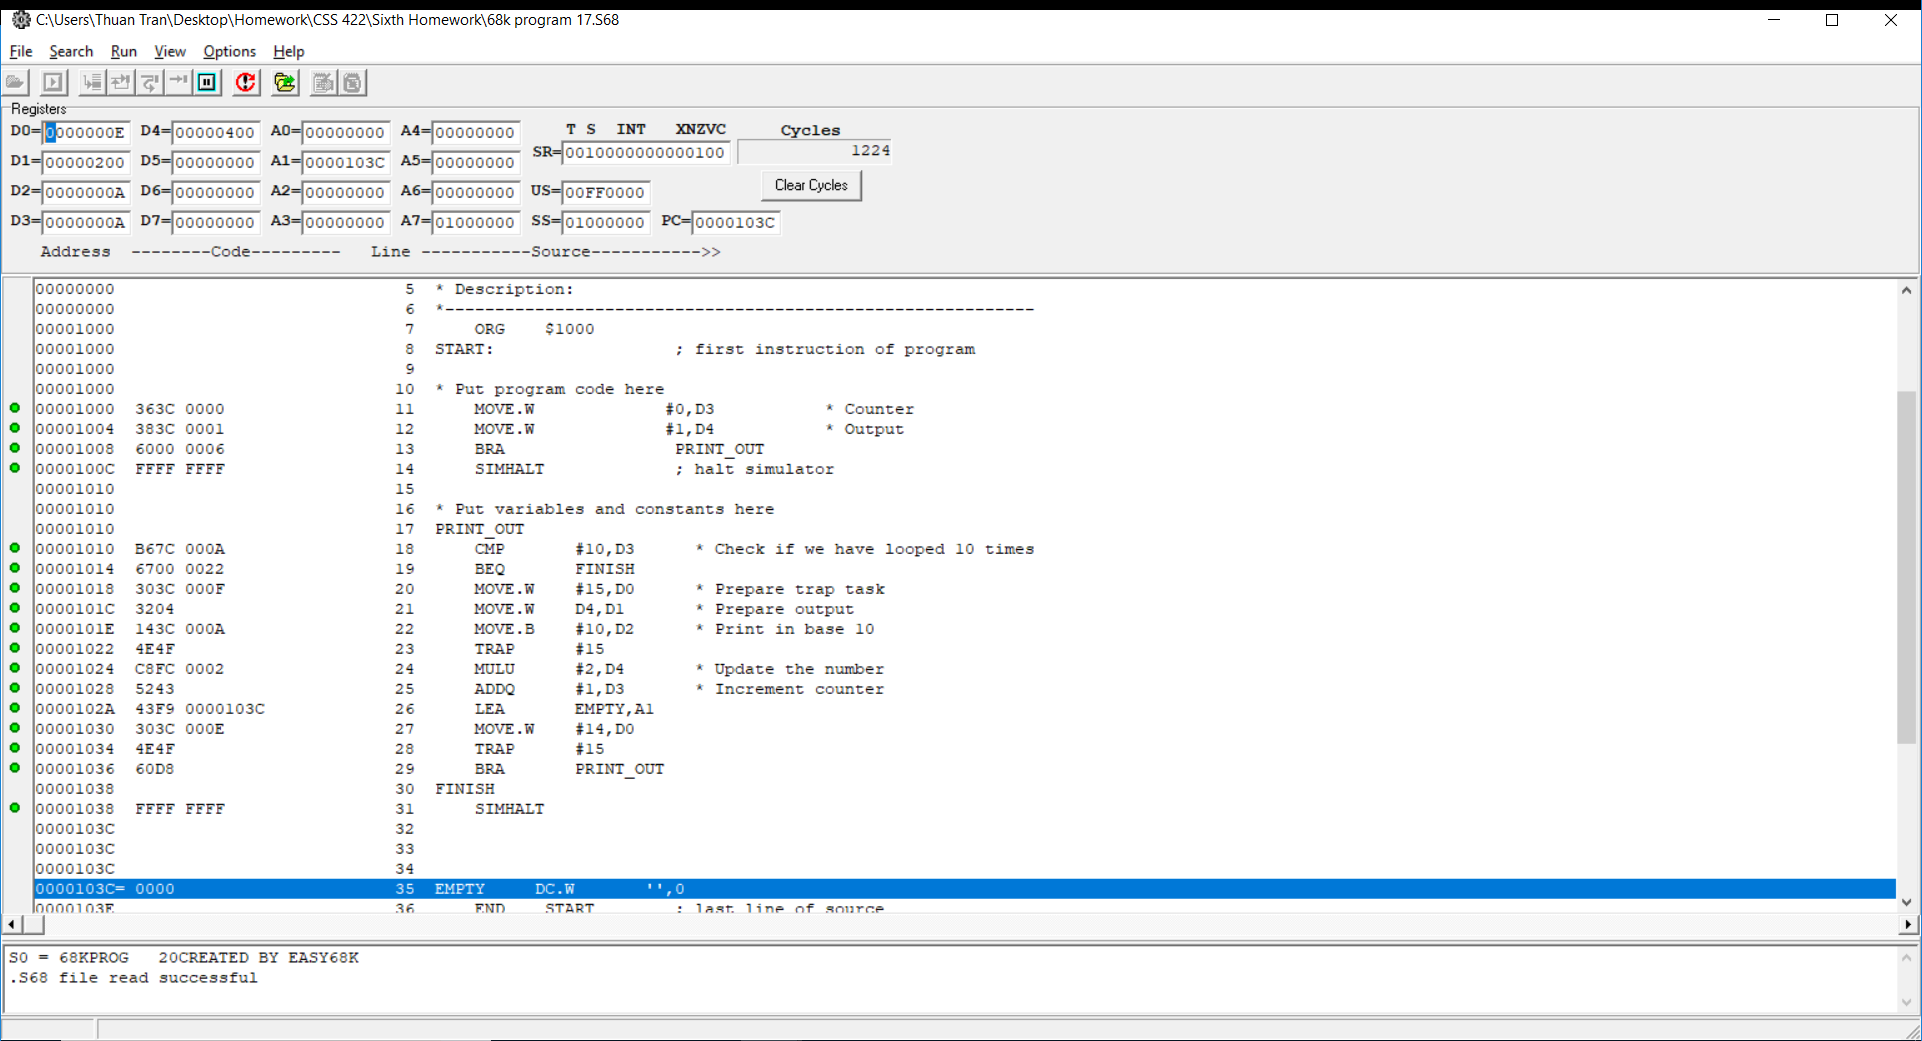 C:\Users\Thuan Tran\Desktop\Homework\CSS 422\Sixth Homework\68k program 17.S68
File Search Run View Options Help
Registers
T S INT XNZVC Cycles
D0=0000000E D4=00000400 A0=00000000 A4=00000000
SR=0010000000000100 1224
D1=00000200 D5=00000000 A1=0000103C A5=00000000
Clear Cycles
D2=0000000A D6=00000000 A2=00000000 A6=00000000 US=00FF0000
D3=0000000A D7=00000000 A3=00000000 A7=01000000 SS=01000000 PC=0000103C
Address --------Code--------- Line -----------Source----------->>
00000000 5 * Description:
00000000 6 *-----------------------------------------------------------
00001000 7 ORG $1000
00001000 8 START: ; first instruction of program
00001000 9
00001000 10 * Put program code here
00001000 363C 0000 11 MOVE.W #0,D3 * Counter
00001004 383C 0001 12 MOVE.W #1,D4 * Output
00001008 6000 0006 13 BRA PRINT_OUT
0000100C FFFF FFFF 14 SIMHALT ; halt simulator
00001010 15
00001010 16 * Put variables and constants here
00001010 17 PRINT_OUT
00001010 B67C 000A 18 CMP #10,D3 * Check if we have looped 10 times
00001014 6700 0022 19 BEQ FINISH
00001018 303C 000F 20 MOVE.W #15,D0 * Prepare trap task
0000101C 3204 21 MOVE.W D4,D1 * Prepare output
0000101E 143C 000A 22 MOVE.B #10,D2 * Print in base 10
00001022 4E4F 23 TRAP #15
00001024 C8FC 0002 24 MULU #2,D4 * Update the number
00001028 5243 25 ADDQ #1,D3 * Increment counter
0000102A 43F9 0000103C 26 LEA EMPTY,A1
00001030 303C 000E 27 MOVE.W #14,D0
00001034 4E4F 28 TRAP #15
00001036 60D8 29 BRA PRINT_OUT
00001038 30 FINISH
00001038 FFFF FFFF 31 SIMHALT
0000103C 32
0000103C 33
0000103C 34
0000103C= 0000 35 EMPTY DC.W '',0
0000103E 36 END START ; last line of source
S0 = 68KPROG 20CREATED BY EASY68K
.S68 file read successful